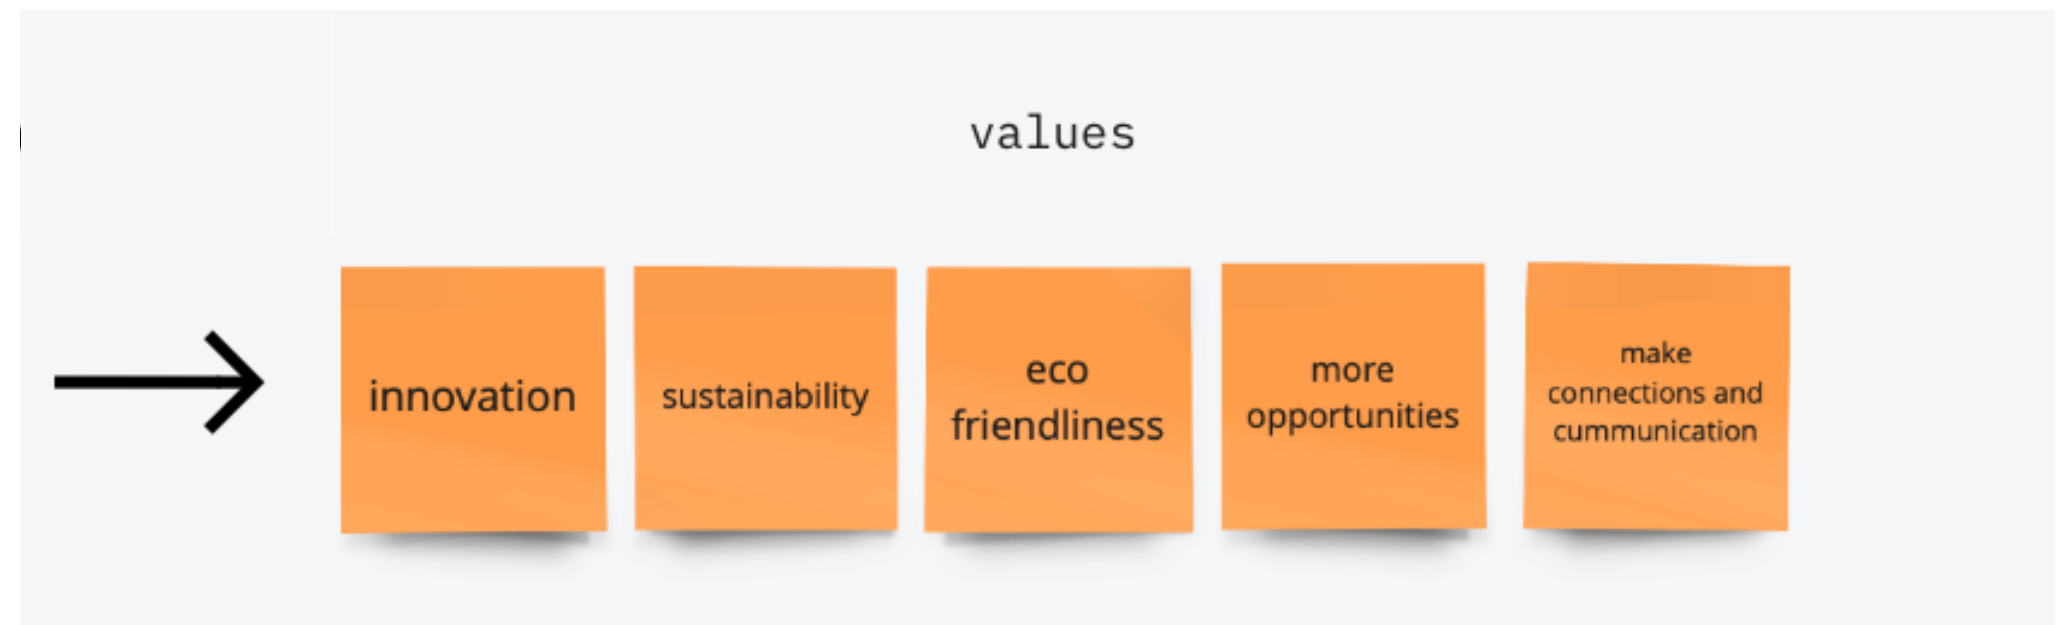 values
innovation
sustainability
eco
friendliness
more
opportunities
make
connections and
cummunication